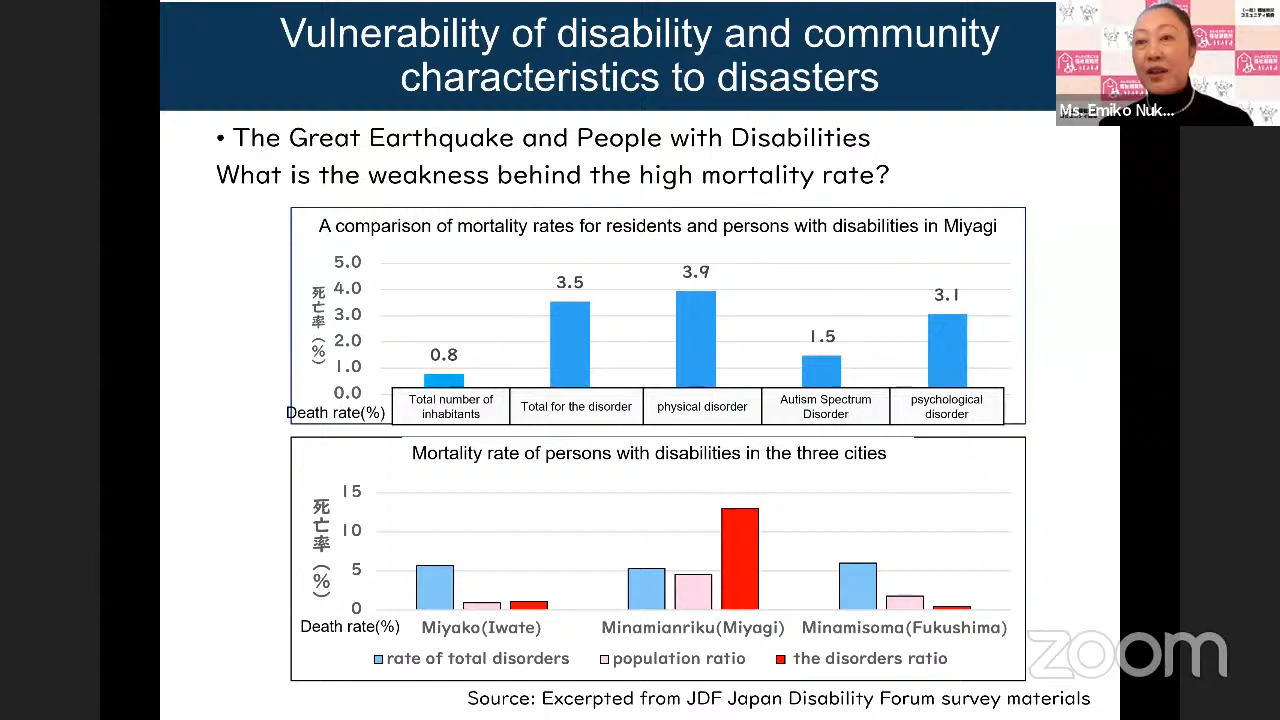 Vulnerability of disability and community
characteristics to disasters
Ms. Emiko Nuk...
• The Great Earthquake and People with Disabilities
What is the weakness behind the high mortality rate?
A comparison of mortality rates for residents and persons with disabilities in Miyagi
死亡率(%)
5.0
4.0
3.0
2.0
1.0
0.0
0.8
3.5
3.9
1.5
3.1
Death rate(%)
Total number of
inhabitants
Total for the disorder
physical disorder
Autism Spectrum
Disorder
psychological
disorder
Mortality rate of persons with disabilities in the three cities
死亡率(%)
15
10
5
0
Death rate(%)
Miyako(Iwate)
Minamianriku(Miyagi)
Minamisoma(Fukushima)
rate of total disorders
population ratio
the disorders ratio
Source: Excerpted from JDF Japan Disability Forum survey materials
zoom